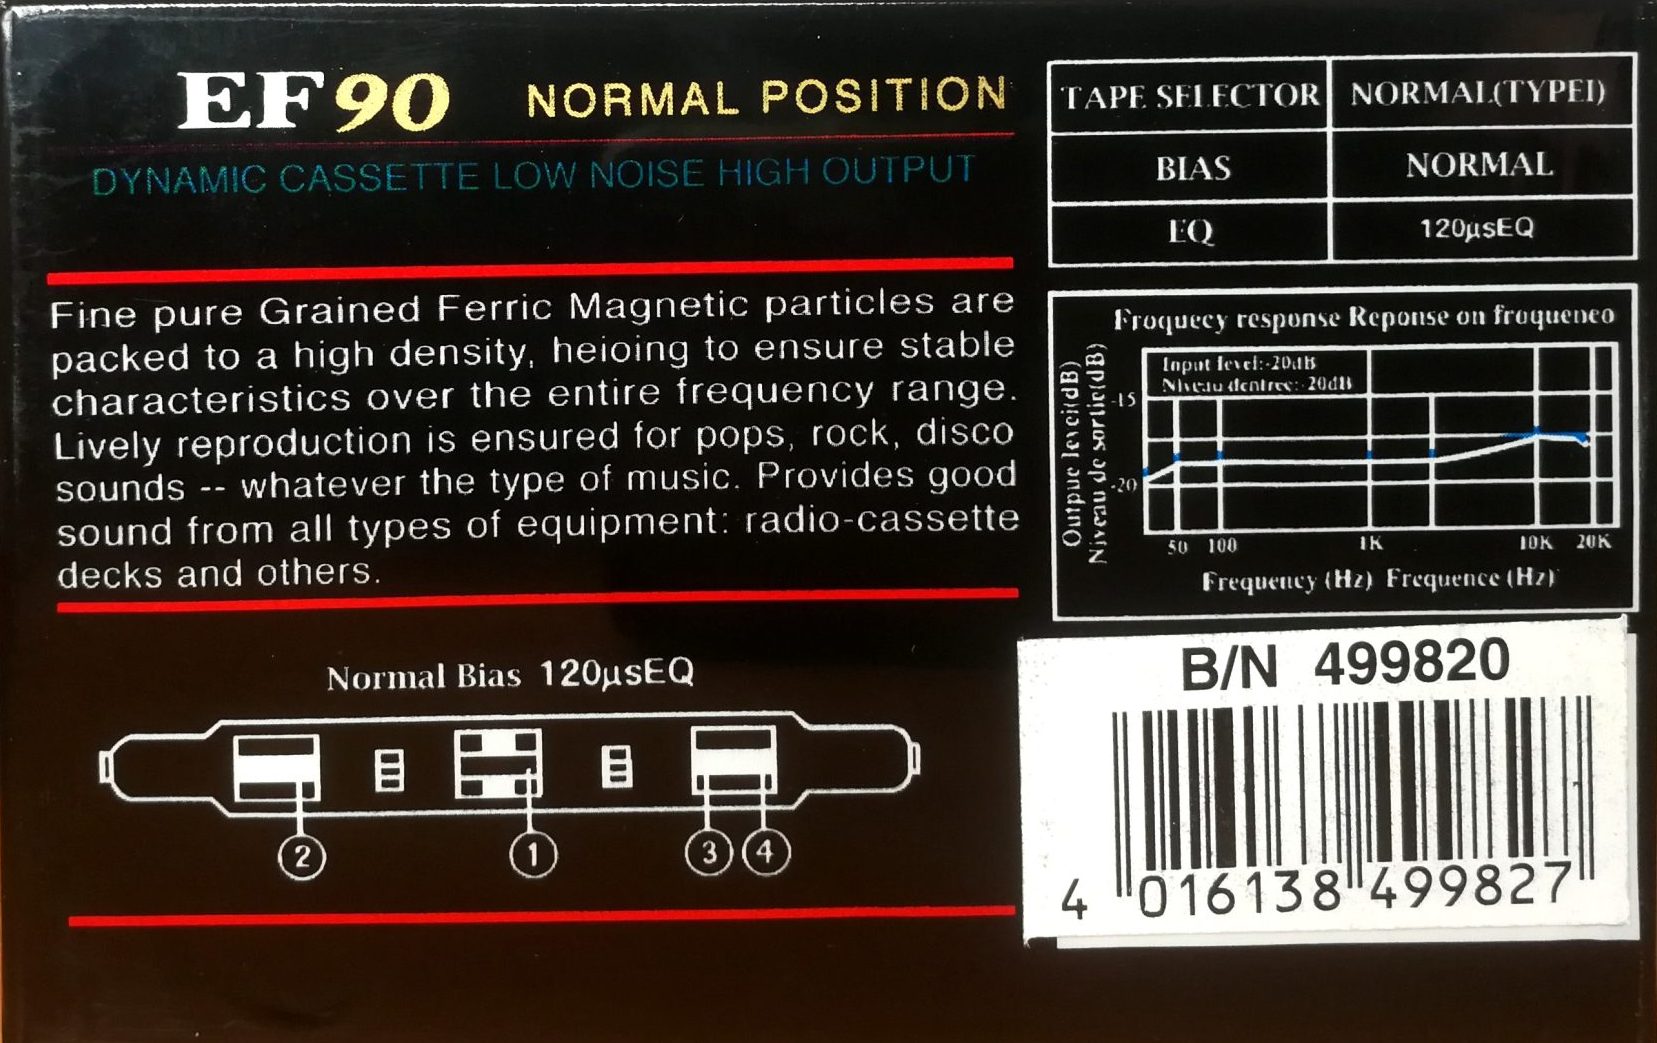 EF90 NORMAL POSITION
DYNAMIC CASSETTE LOW NOISE HIGH OUTPUT
Fine pure Grained Ferric Magnetic particles are
packed to a high density, heioing to ensure stable
characteristics over the entire frequency range.
Lively reproduction is ensured for pops, rock, disco
sounds -- whatever the type of music. Provides good
sound from all types of equipment: radio-cassette
decks and others.
Normal Bias 120µsEQ
2 1 3 4
TAPE SELECTOR NORMAL(TYPEI)
BIAS NORMAL
EQ 120µsEQ
Froquecy response Reponse on froquenco
Output level(dB)
Niveau de sortie(dB)
Input level:-20dB
Niveau dentree:-20dB
-15
-20
50 100 1K 10K 20K
Frequency (Hz) Frequence (Hz)
B/N 499820
4 016138 499827